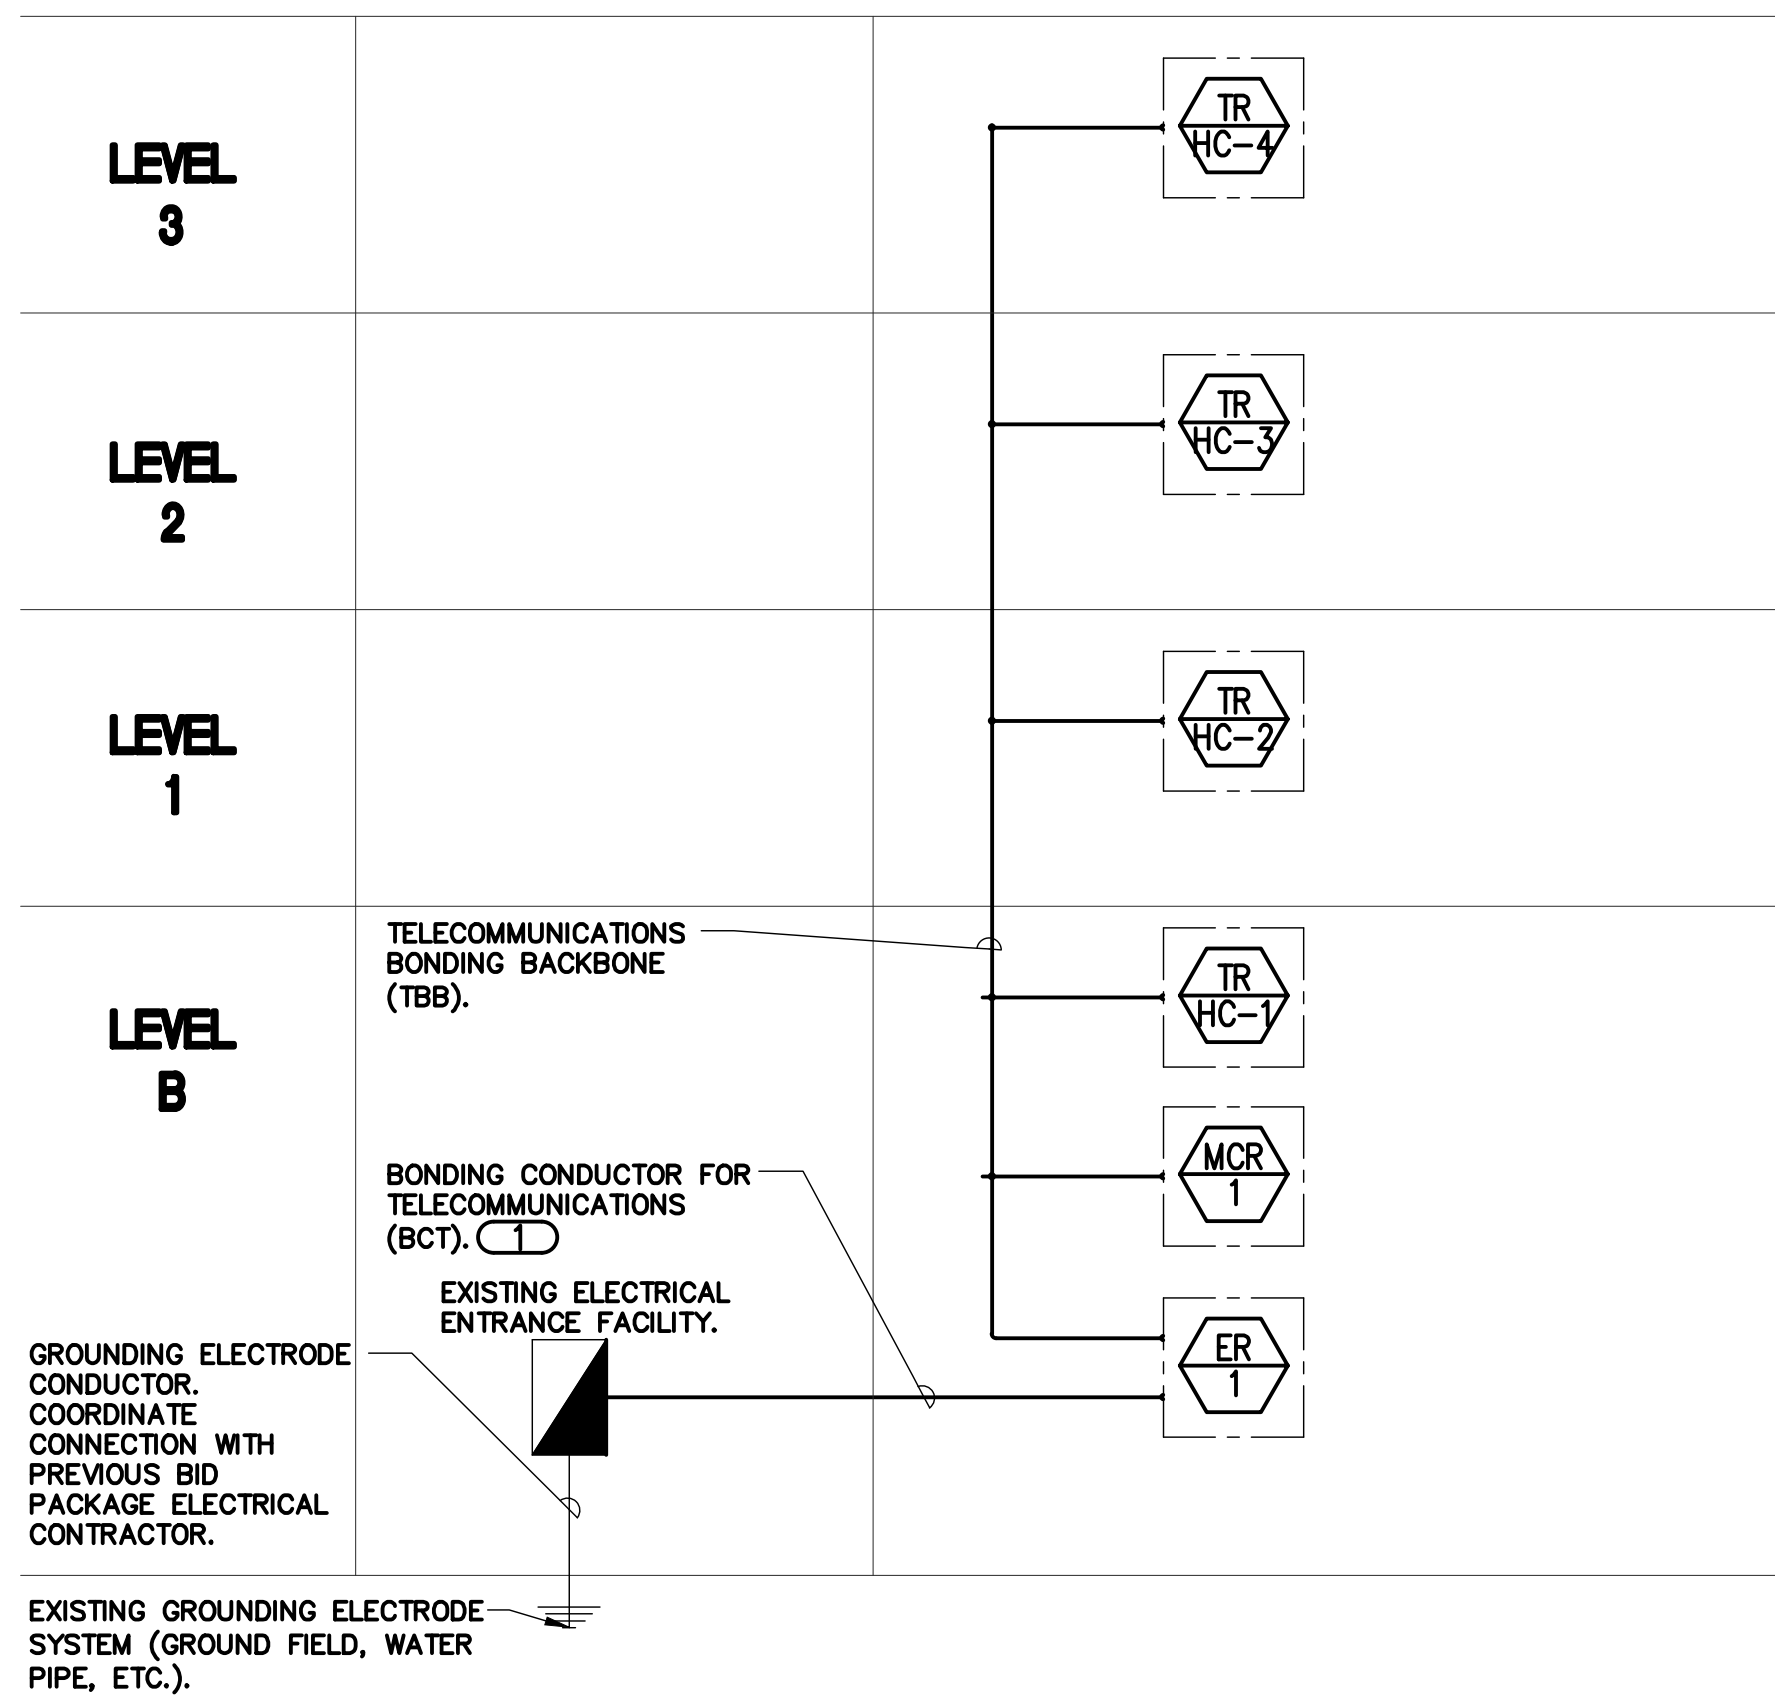 LEVEL
3
TR
HC-4
LEVEL
2
TR
HC-3
LEVEL
1
TR
HC-2
LEVEL
B
TELECOMMUNICATIONS
BONDING BACKBONE
(TBB).
TR
HC-1
BONDING CONDUCTOR FOR
TELECOMMUNICATIONS
(BCT). 1
MCR
1
EXISTING ELECTRICAL
ENTRANCE FACILITY.
ER
1
GROUNDING ELECTRODE
CONDUCTOR.
COORDINATE
CONNECTION WITH
PREVIOUS BID
PACKAGE ELECTRICAL
CONTRACTOR.
EXISTING GROUNDING ELECTRODE
SYSTEM (GROUND FIELD, WATER
PIPE, ETC.).